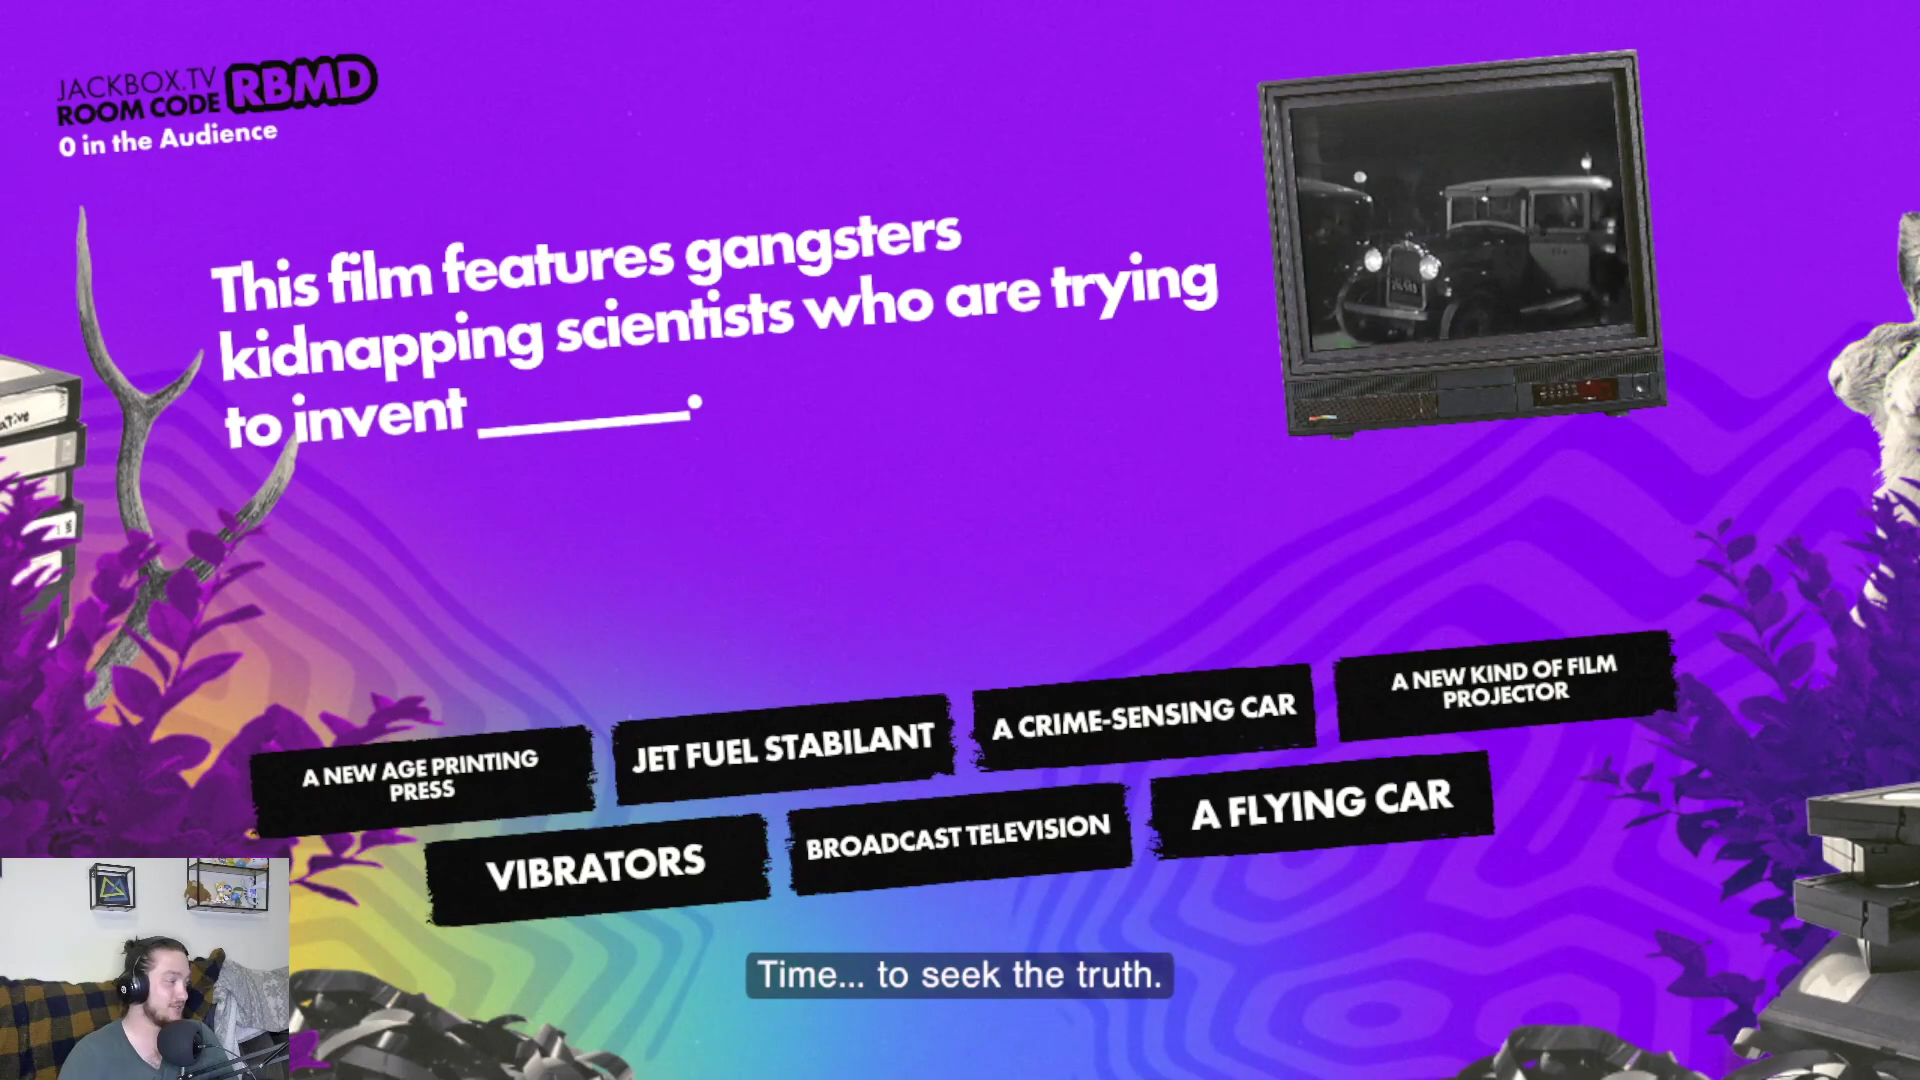 JACKBOX.TV
ROOM CODE RBMD
0 in the Audience
This film features gangsters
kidnapping scientists who are trying
to invent ________.
A NEW AGE PRINTING
PRESS
JET FUEL STABILANT
A CRIME-SENSING CAR
A NEW KIND OF FILM
PROJECTOR
VIBRATORS
BROADCAST TELEVISION
A FLYING CAR
Time... to seek the truth.